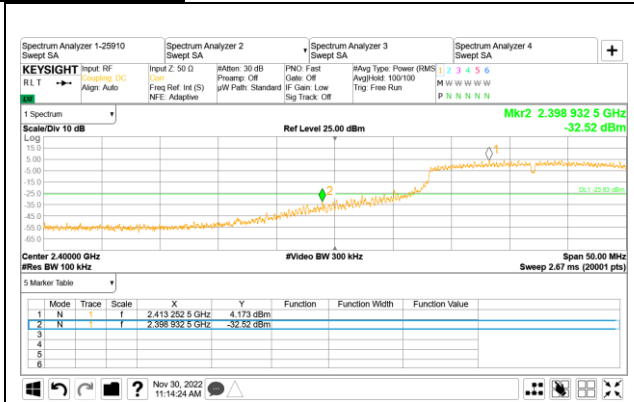 Spectrum Analyzer 1-25910 Spectrum Analyzer 2 Spectrum Analyzer 3 Spectrum Analyzer 4
Swept SA Swept SA Swept SA Swept SA +
KEYSIGHT Input: RF Input Z: 50 Ω #Atten: 30 dB PNO: Fast #Avg Type: Power (RMS 1 2 3 4 5 6
RLT Coupling: DC Corr Preamp: Off Gate: Off Avg|Hold: 100/100 M W W W W W
Align: Auto Freq Ref: Int (S) µW Path: Standard IF Gain: Low Trig: Free Run
NFE: Adaptive Sig Track: Off P N N N N N
1 Spectrum Mkr2 2.398 932 5 GHz
Scale/Div 10 dB Ref Level 25.00 dBm -32.52 dBm
Log
15.0 1
5.00
-5.00
-15.0
-25.0 2 DL1 -25.83 dBm
-35.0
-45.0
-55.0
-65.0
Center 2.40000 GHz #Video BW 300 kHz Span 50.00 MHz
#Res BW 100 kHz Sweep 2.67 ms (20001 pts)
5 Marker Table
Mode Trace Scale X Y Function Function Width Function Value
1 N 1 f 2.413 252 5 GHz 4.173 dBm
2 N 1 f 2.398 932 5 GHz -32.52 dBm
3
4
5
6
? Nov 30, 2022
11:14:24 AM